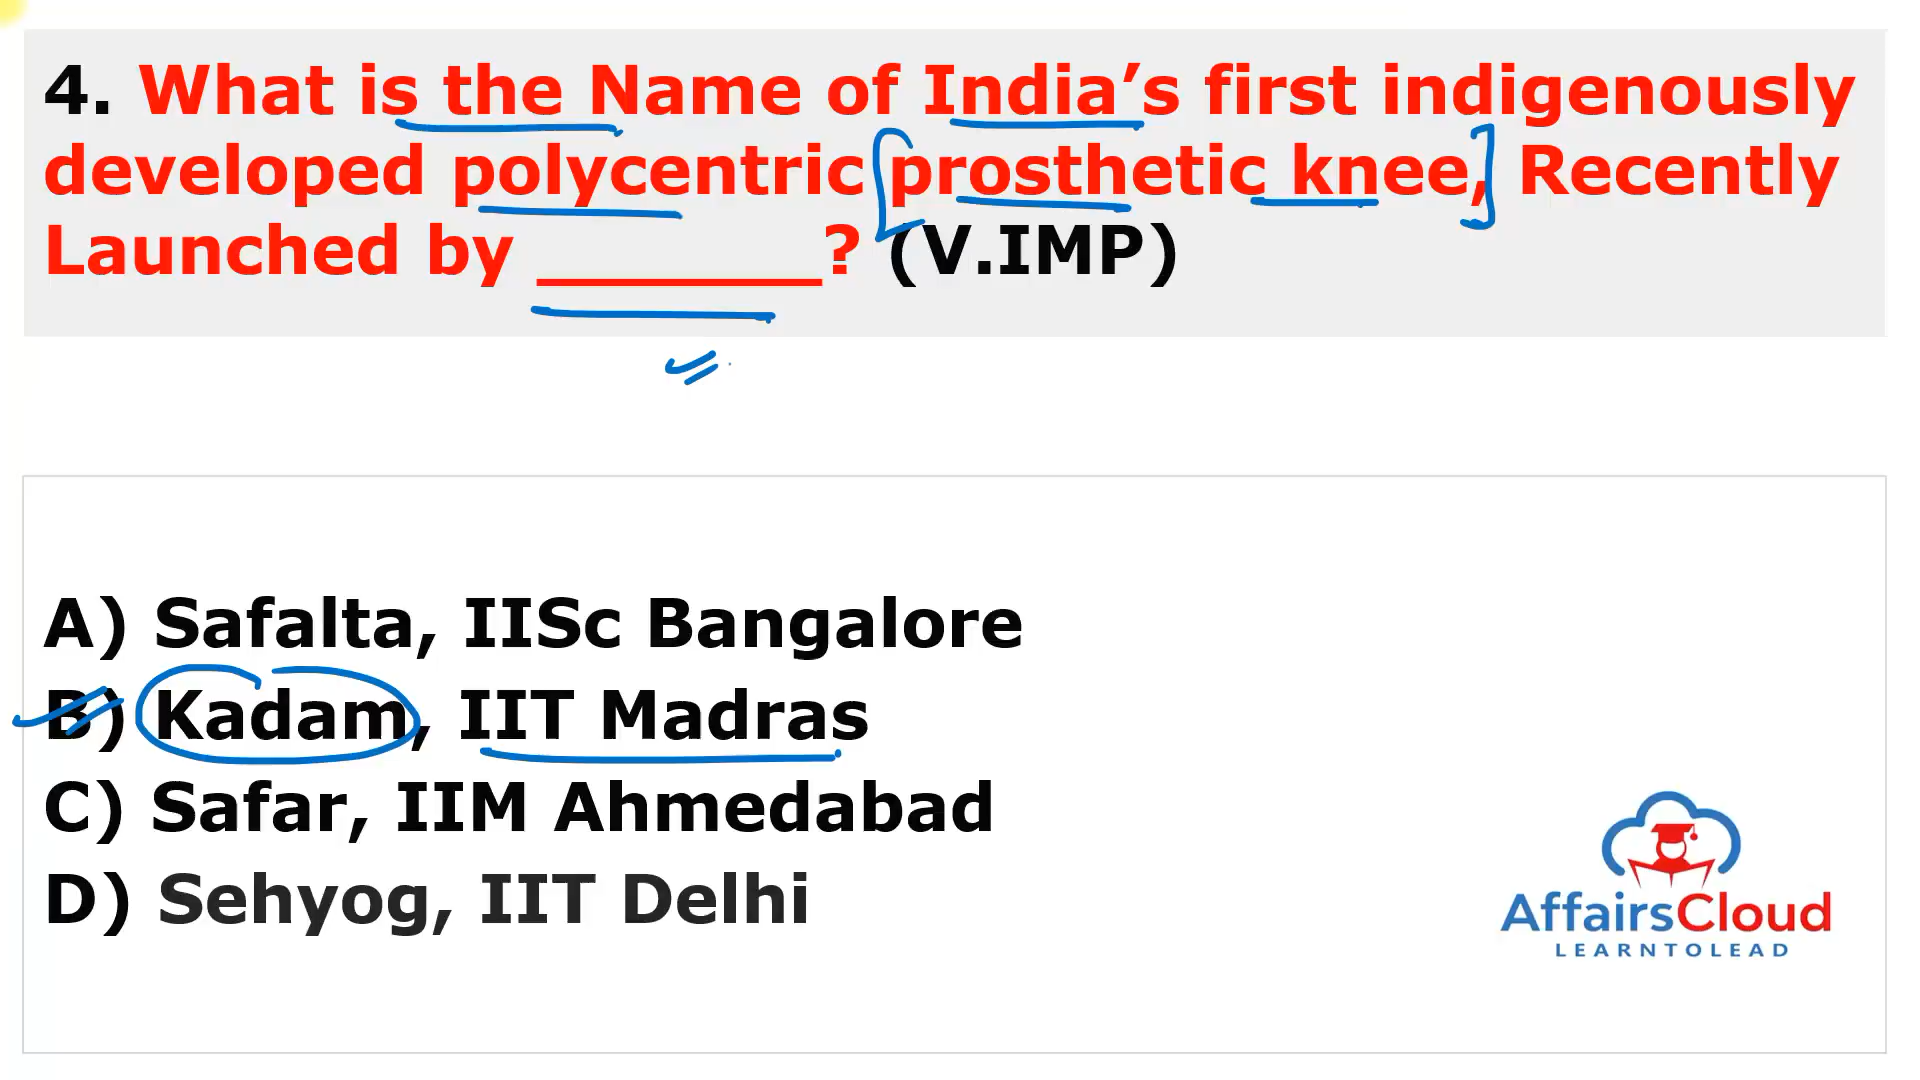 4. What is the Name of India’s first indigenously
developed polycentric prosthetic knee, Recently
Launched by ________? (V.IMP)
A) Safalta, IISc Bangalore
B) Kadam, IIT Madras
C) Safar, IIM Ahmedabad
D) Sehyog, IIT Delhi
AffairsCloud
LEARNTOLEAD